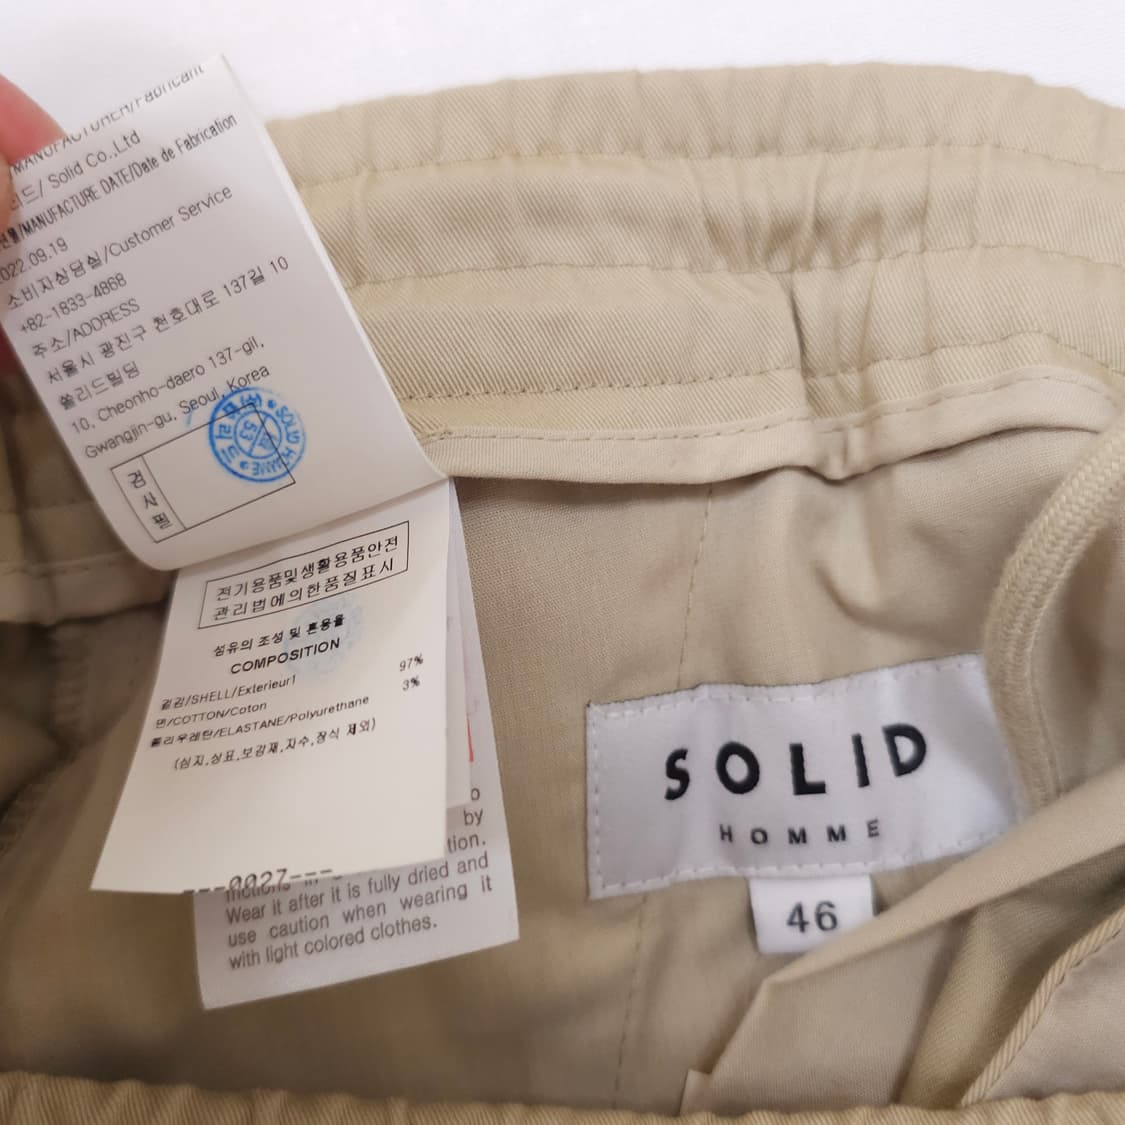 MANUFACTURER/Fabricant
리드/ Solid Co.,Ltd
/MANUFACTURE DATE/Date de Fabrication
2022.09.19
소비자상담실/Customer Service
+82-1833-4868
주소/ADDRESS
서울시 광진구 천호대로 137길 10
쏠리드빌딩
10, Cheonho-daero 137-gil,
Gwangjin-gu, Seoul, Korea
검사필
SOLID HOMME
53
전기용품및생활용품안전
관리법에의한품질표시
섬유의 조성 및 혼용율
COMPOSITION
겉감/SHELL/Exterieur1
면/COTTON/Coton 97%
폴리우레탄/ELASTANE/Polyurethane 3%
(심지,상표,보강재,자수,장식 제외)
---0027---
by
tion.
Wear it after it is fully dried and
use caution when wearing it
with light colored clothes.
SOLID
HOMME
46